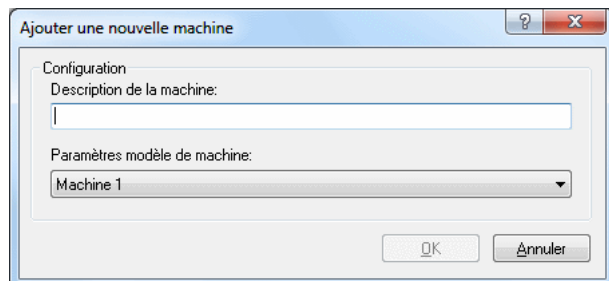 Ajouter une nouvelle machine
Configuration
Description de la machine:
Paramètres modèle de machine:
Machine 1
OK
Annuler